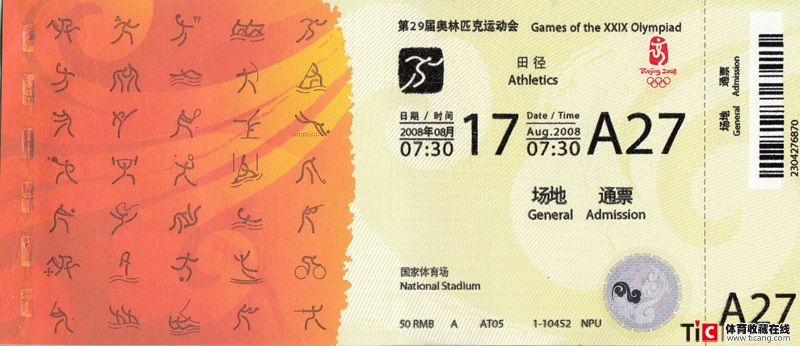 第29届奥林匹克运动会 Games of the XXIX Olympiad
田径
Athletics
Beijing 2008
日期 / 时间
2008年08月
07:30
17
Date / Time
Aug.2008
07:30
A27
场地 通票
General Admission
国家体育场
National Stadium
50 RMB A AT05 1-10452 NPU
场地 通票
General Admission
2304276870
A27
TiC 体育收藏在线
www.ticang.com